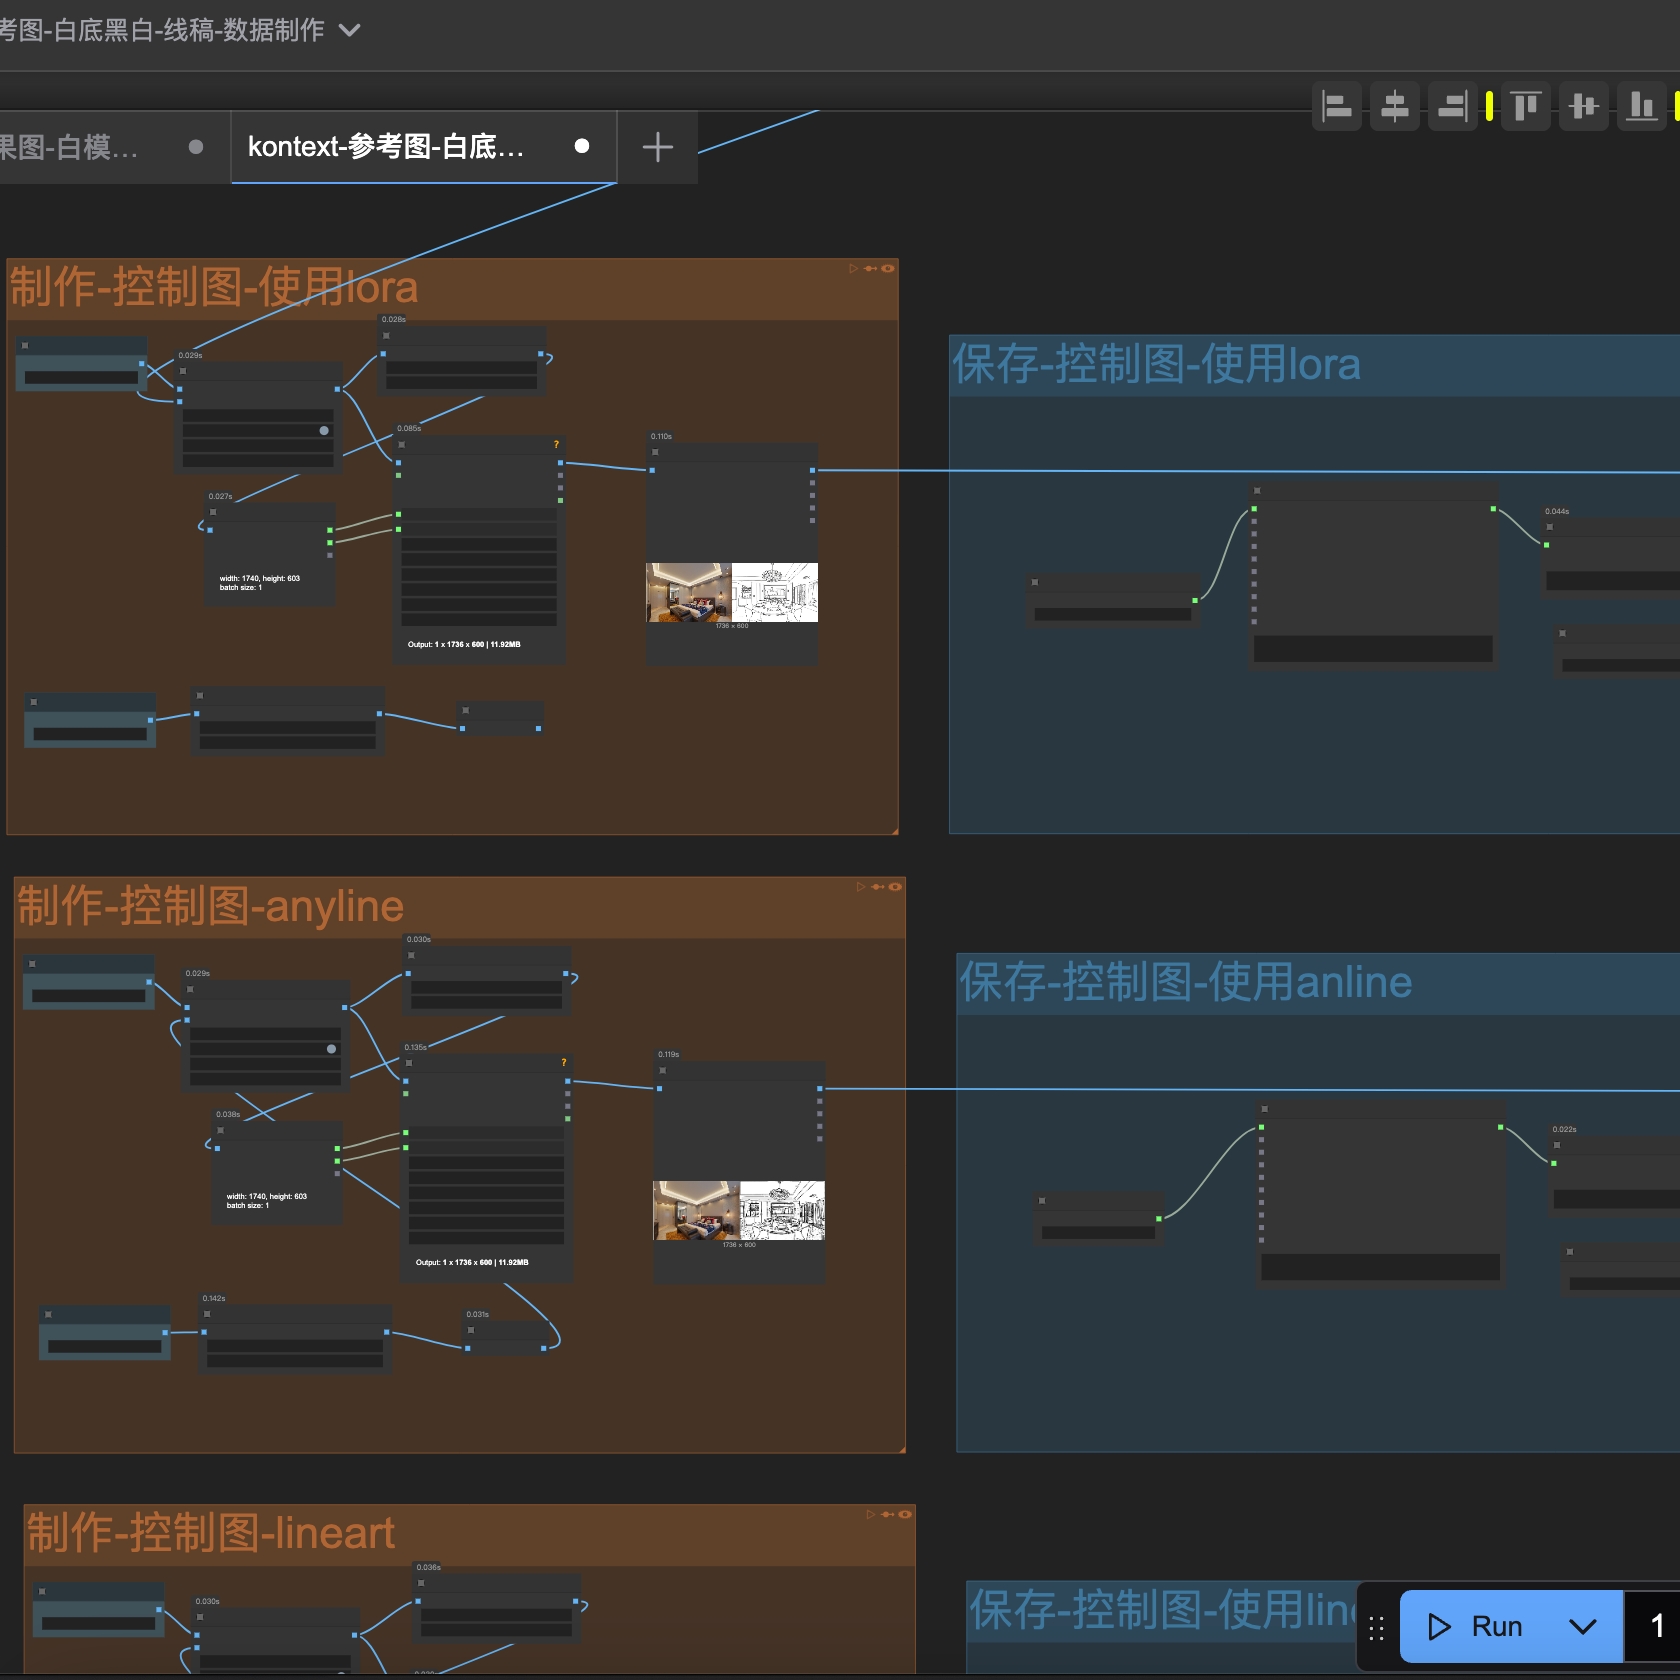 考图-白底黑白-线稿-数据制作
果图-白模...
kontext-参考图-白底...
制作-控制图-使用lora
0.028s
0.029s
保存-控制图-使用lora
0.085s
?
0.110s
0.027s
0.044s
width: 1740, height: 603
batch size: 1
1736 x 600
Output: 1 x 1736 x 600 | 11.92MB
制作-控制图-anyline
0.030s
0.029s
保存-控制图-使用anline
0.135s
?
0.119s
0.038s
0.022s
width: 1740, height: 603
batch size: 1
1736 x 600
Output: 1 x 1736 x 600 | 11.92MB
0.142s
0.031s
制作-控制图-lineart
0.036s
0.030s
保存-控制图-使用line
Run
1